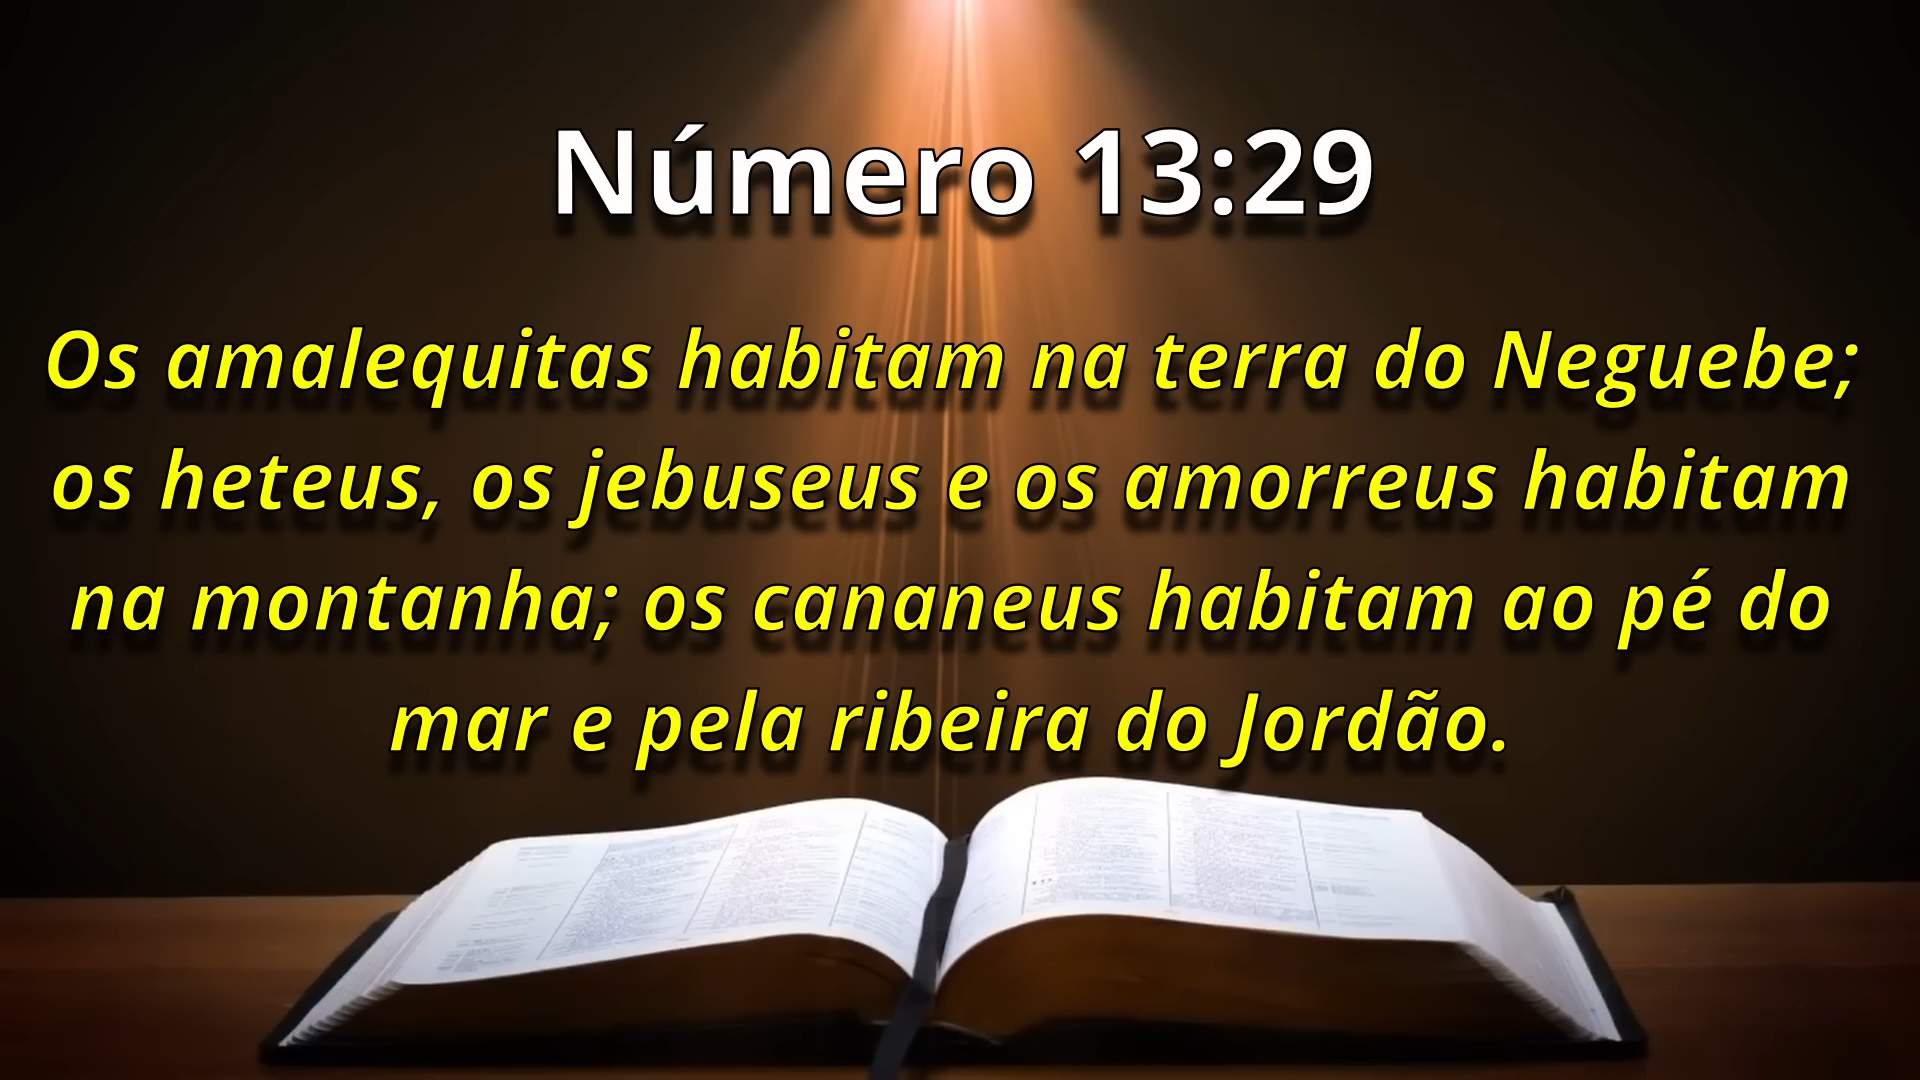 Número 13:29
Os amalequitas habitam na terra do Neguebe;
os heteus, os jebuseus e os amorreus habitam
na montanha; os cananeus habitam ao pé do
mar e pela ribeira do Jordão.